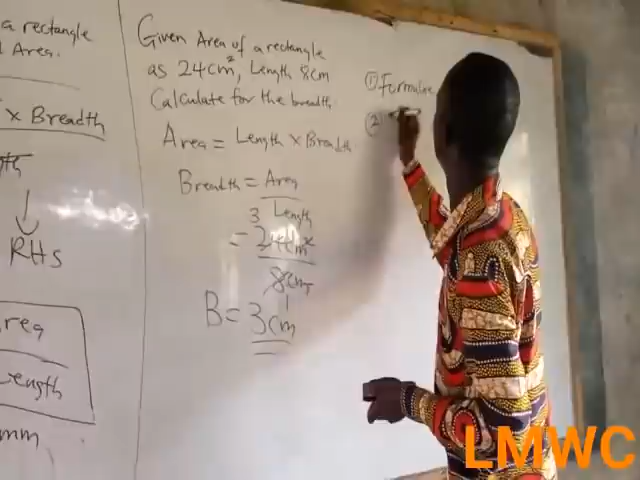 a rectangle
Area.
x Breadth
RHs
rea
Length
mm
Given Area of a rectangle
as 24cm², Length 8cm
Calculate for the breadth.
Area = Length x Breadth
Breadth = Area
Length
3
= 24cm²
8cm
1
B = 3cm
① Formulae
②
LMWC